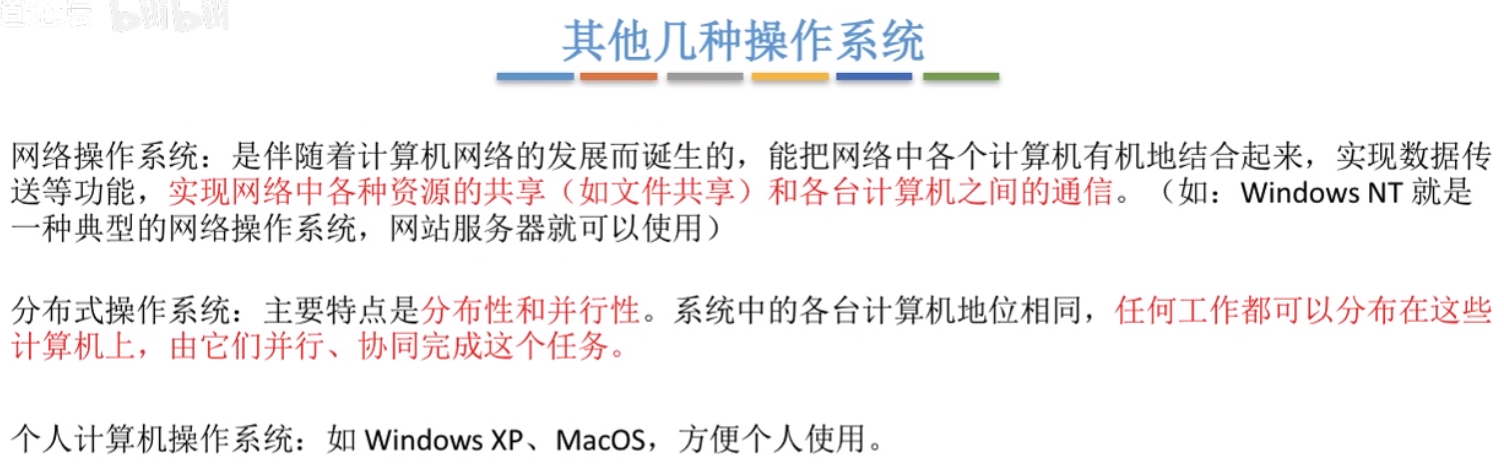 bilibili
其他几种操作系统
网络操作系统：是伴随着计算机网络的发展而诞生的，能把网络中各个计算机有机地结合起来，实现数据传
送等功能，实现网络中各种资源的共享（如文件共享）和各台计算机之间的通信。（如：Windows NT 就是
一种典型的网络操作系统，网站服务器就可以使用）
分布式操作系统：主要特点是分布性和并行性。系统中的各台计算机地位相同，任何工作都可以分布在这些
计算机上，由它们并行、协同完成这个任务。
个人计算机操作系统：如 Windows XP、MacOS，方便个人使用。